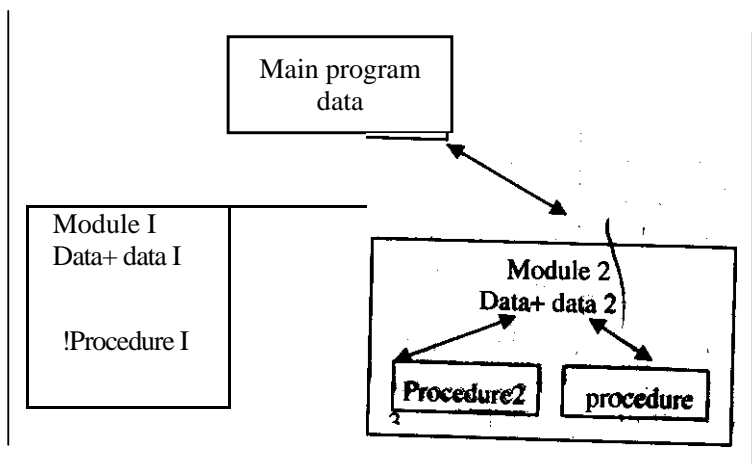 Main program
data
Module I
Data+ data I
!Procedure I
Module 2
Data+ data 2
Procedure2
procedure